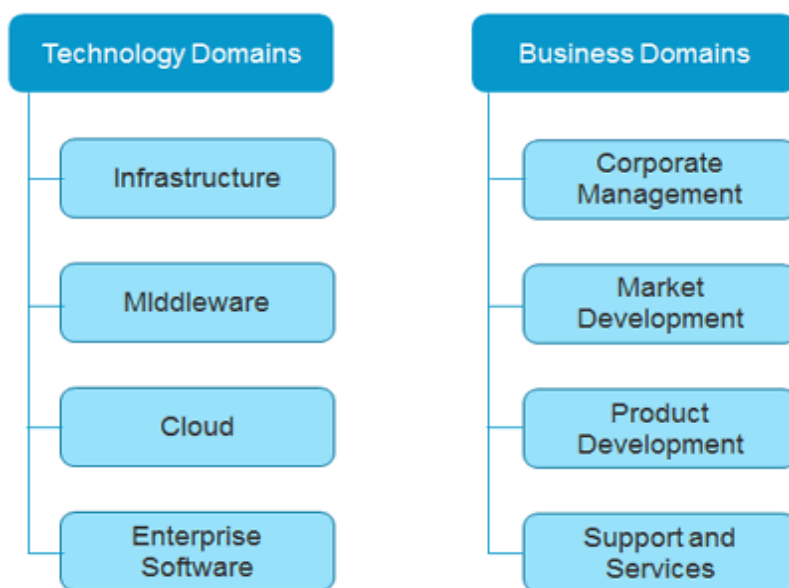 Technology Domains
Infrastructure
MIddleware
Cloud
Enterprise
Software
Business Domains
Corporate
Management
Market
Development
Product
Development
Support and
Services